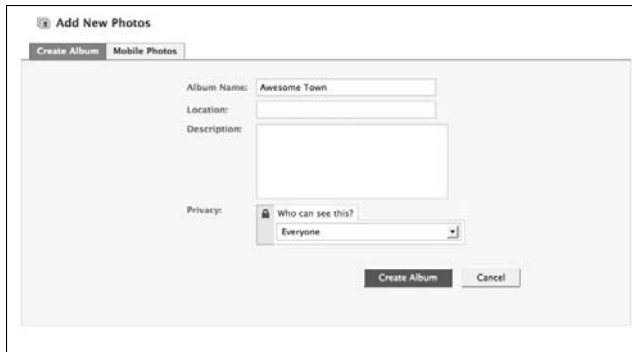 Add New Photos
Create Album Mobile Photos
Album Name: Awesome Town
Location:
Description:
Privacy: Who can see this?
Everyone
Create Album Cancel